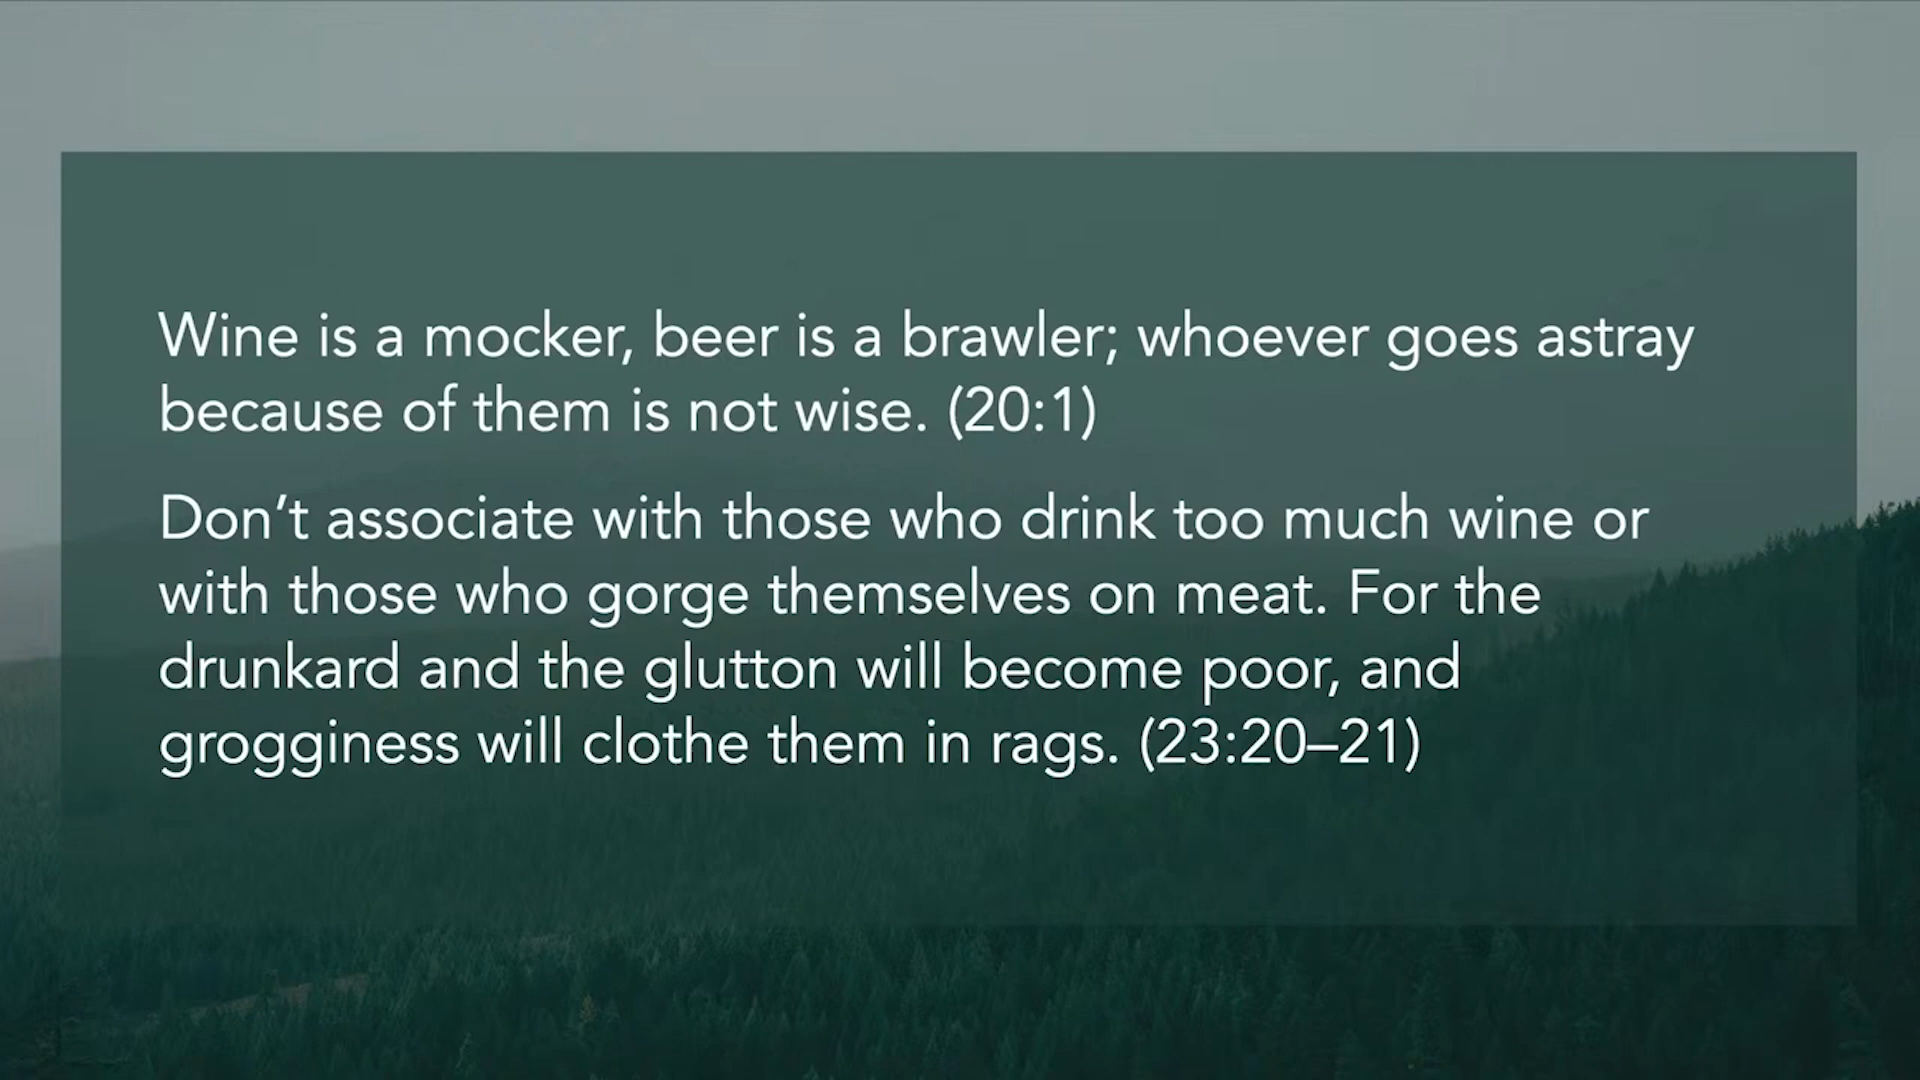 Wine is a mocker, beer is a brawler; whoever goes astray
because of them is not wise. (20:1)
Don’t associate with those who drink too much wine or
with those who gorge themselves on meat. For the
drunkard and the glutton will become poor, and
grogginess will clothe them in rags. (23:20–21)